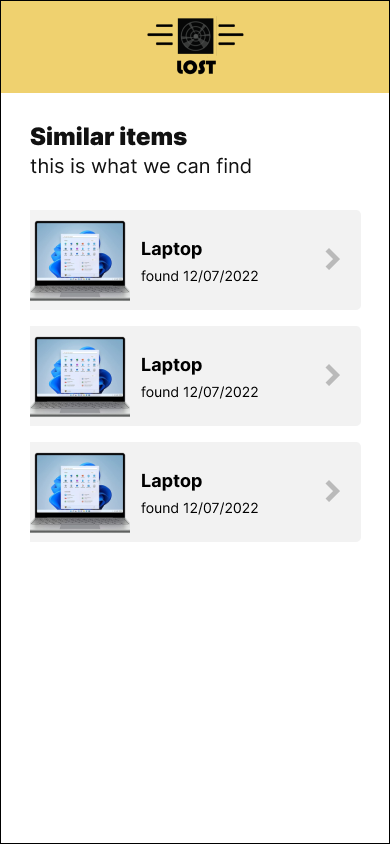 LOST
Similar items
this is what we can find
Laptop
found 12/07/2022
Laptop
found 12/07/2022
Laptop
found 12/07/2022